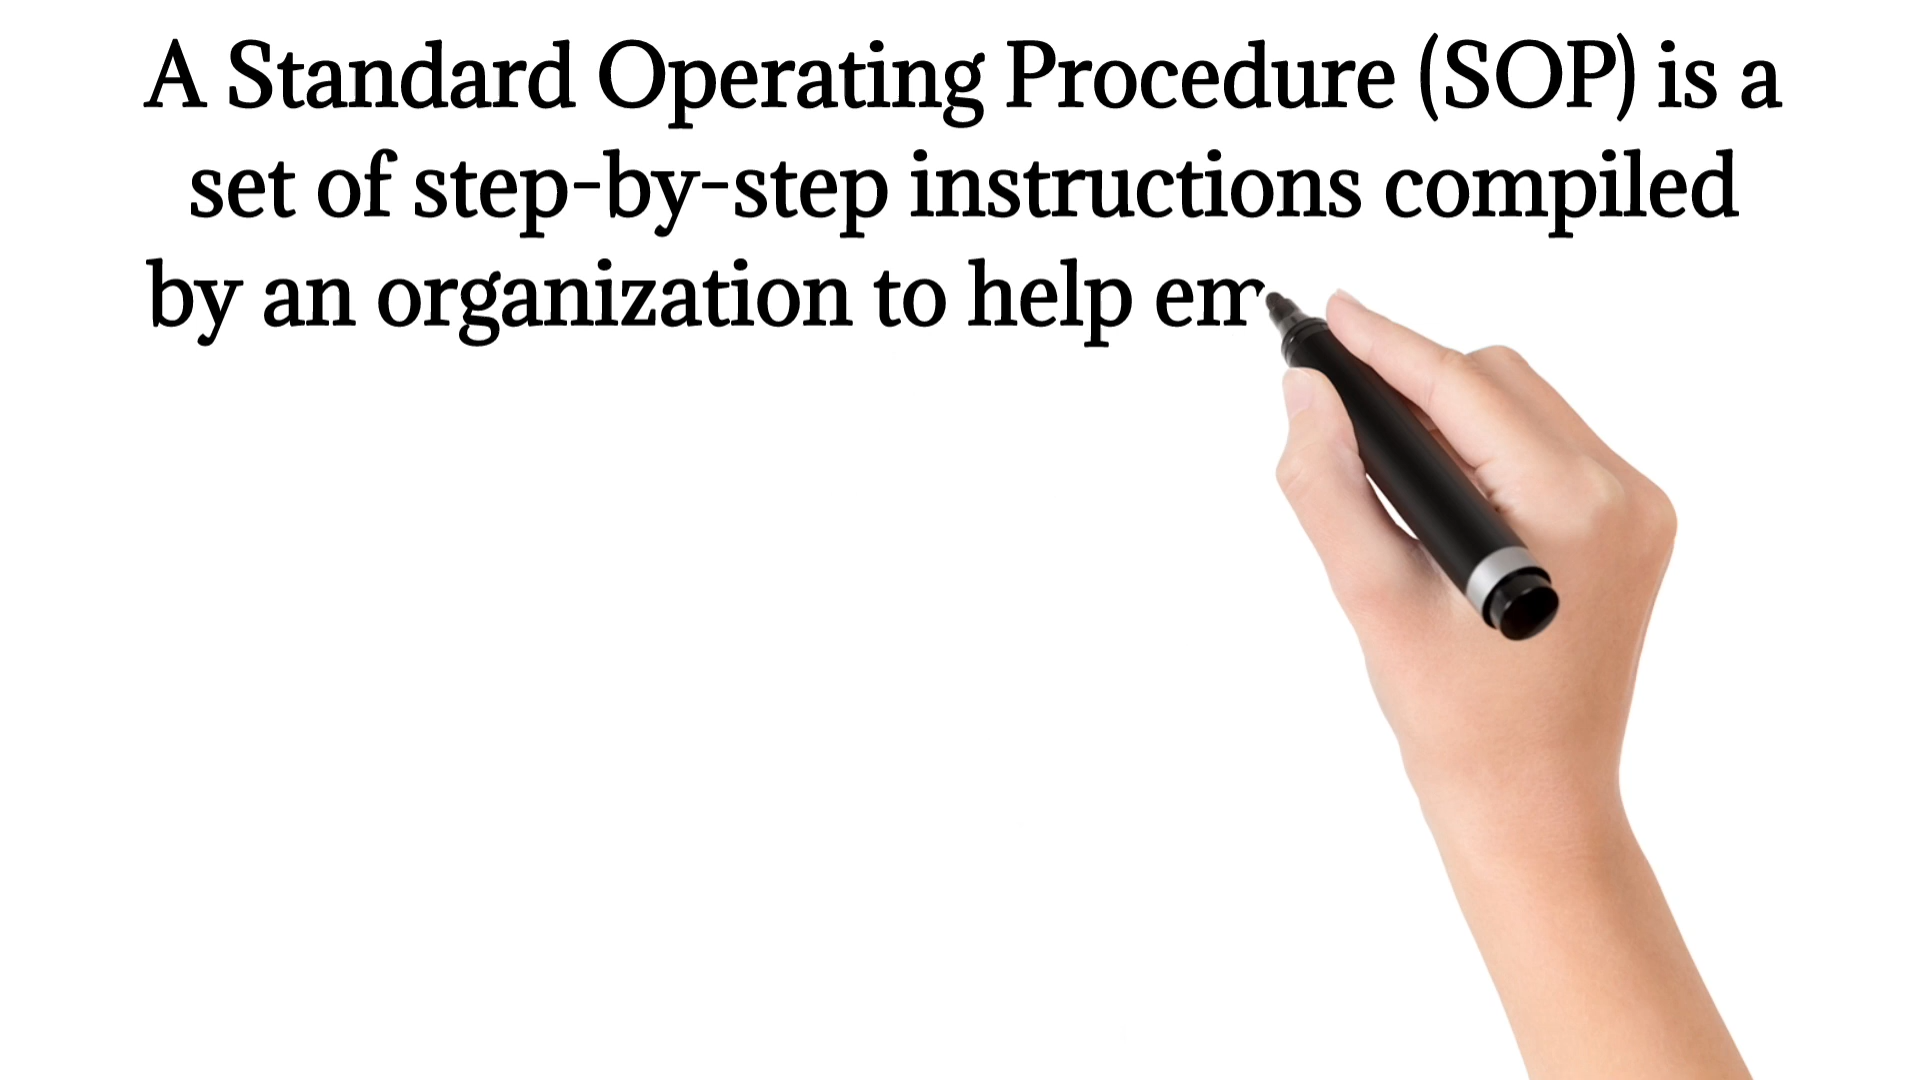 A Standard Operating Procedure (SOP) is a
set of step-by-step instructions compiled
by an organization to help em